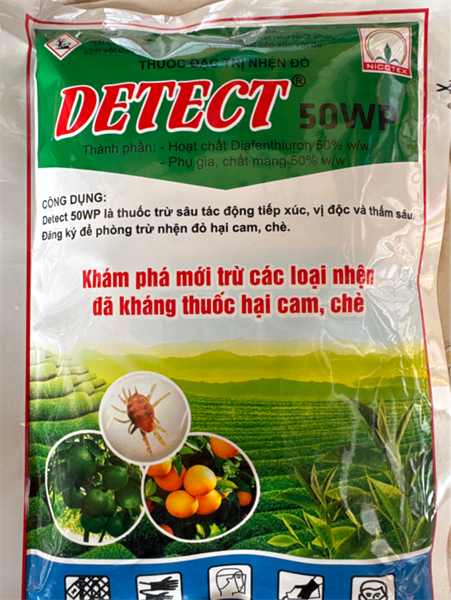 THUỐC ĐẶC TRỊ NHỆN ĐỎ
NICOTEX
DETECT® 50WP
Thành phần: - Hoạt chất Diafenthiuron 50% w/w
- Phụ gia, chất mang 50% w/w
CÔNG DỤNG:
Detect 50WP là thuốc trừ sâu tác động tiếp xúc, vị độc và thấm sâu.
Đăng ký để phòng trừ nhện đỏ hại cam, chè.
Khám phá mới trừ các loại nhện
đã kháng thuốc hại cam, chè